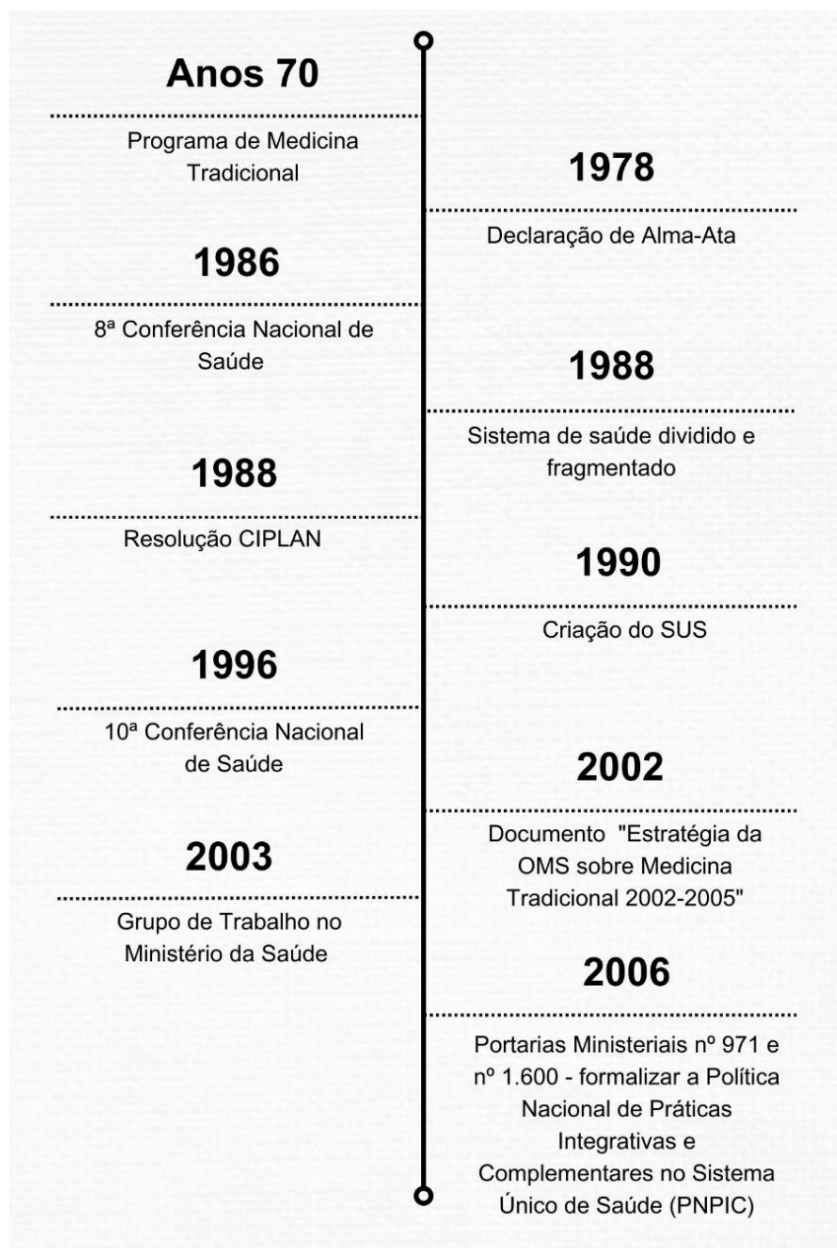 Anos 70
Programa de Medicina
Tradicional
1978
Declaração de Alma-Ata
1986
8ª Conferência Nacional de
Saúde
1988
Sistema de saúde dividido e
fragmentado
1988
Resolução CIPLAN
1990
Criação do SUS
1996
10ª Conferência Nacional
de Saúde
2002
Documento "Estratégia da
OMS sobre Medicina
Tradicional 2002-2005"
2003
Grupo de Trabalho no
Ministério da Saúde
2006
Portarias Ministeriais nº 971 e
nº 1.600 - formalizar a Política
Nacional de Práticas
Integrativas e
Complementares no Sistema
Único de Saúde (PNPIC)